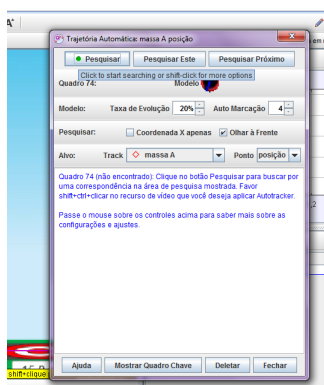 Trajetória Automática: massa A posição
Pesquisar Pesquisar Este Pesquisar Próximo
Click to start searching or shift-click for more options
Quadro 74: Modelo
Modelo: Taxa de Evolução 20% Auto Marcação 4
Pesquisar: Coordenada X apenas Olhar à Frente
Alvo: Track massa A Ponto posição
Quadro 74 (não encontrado): Clique no botão Pesquisar para buscar por
uma correspondência na área de pesquisa mostrada. Favor
shift+ctrl+clicar no recurso de vídeo que você deseja aplicar Autotracker.
Passe o mouse sobre os controles acima para saber mais sobre as
configurações e ajustes.
shift+clique
Ajuda Mostrar Quadro Chave Deletar Fechar